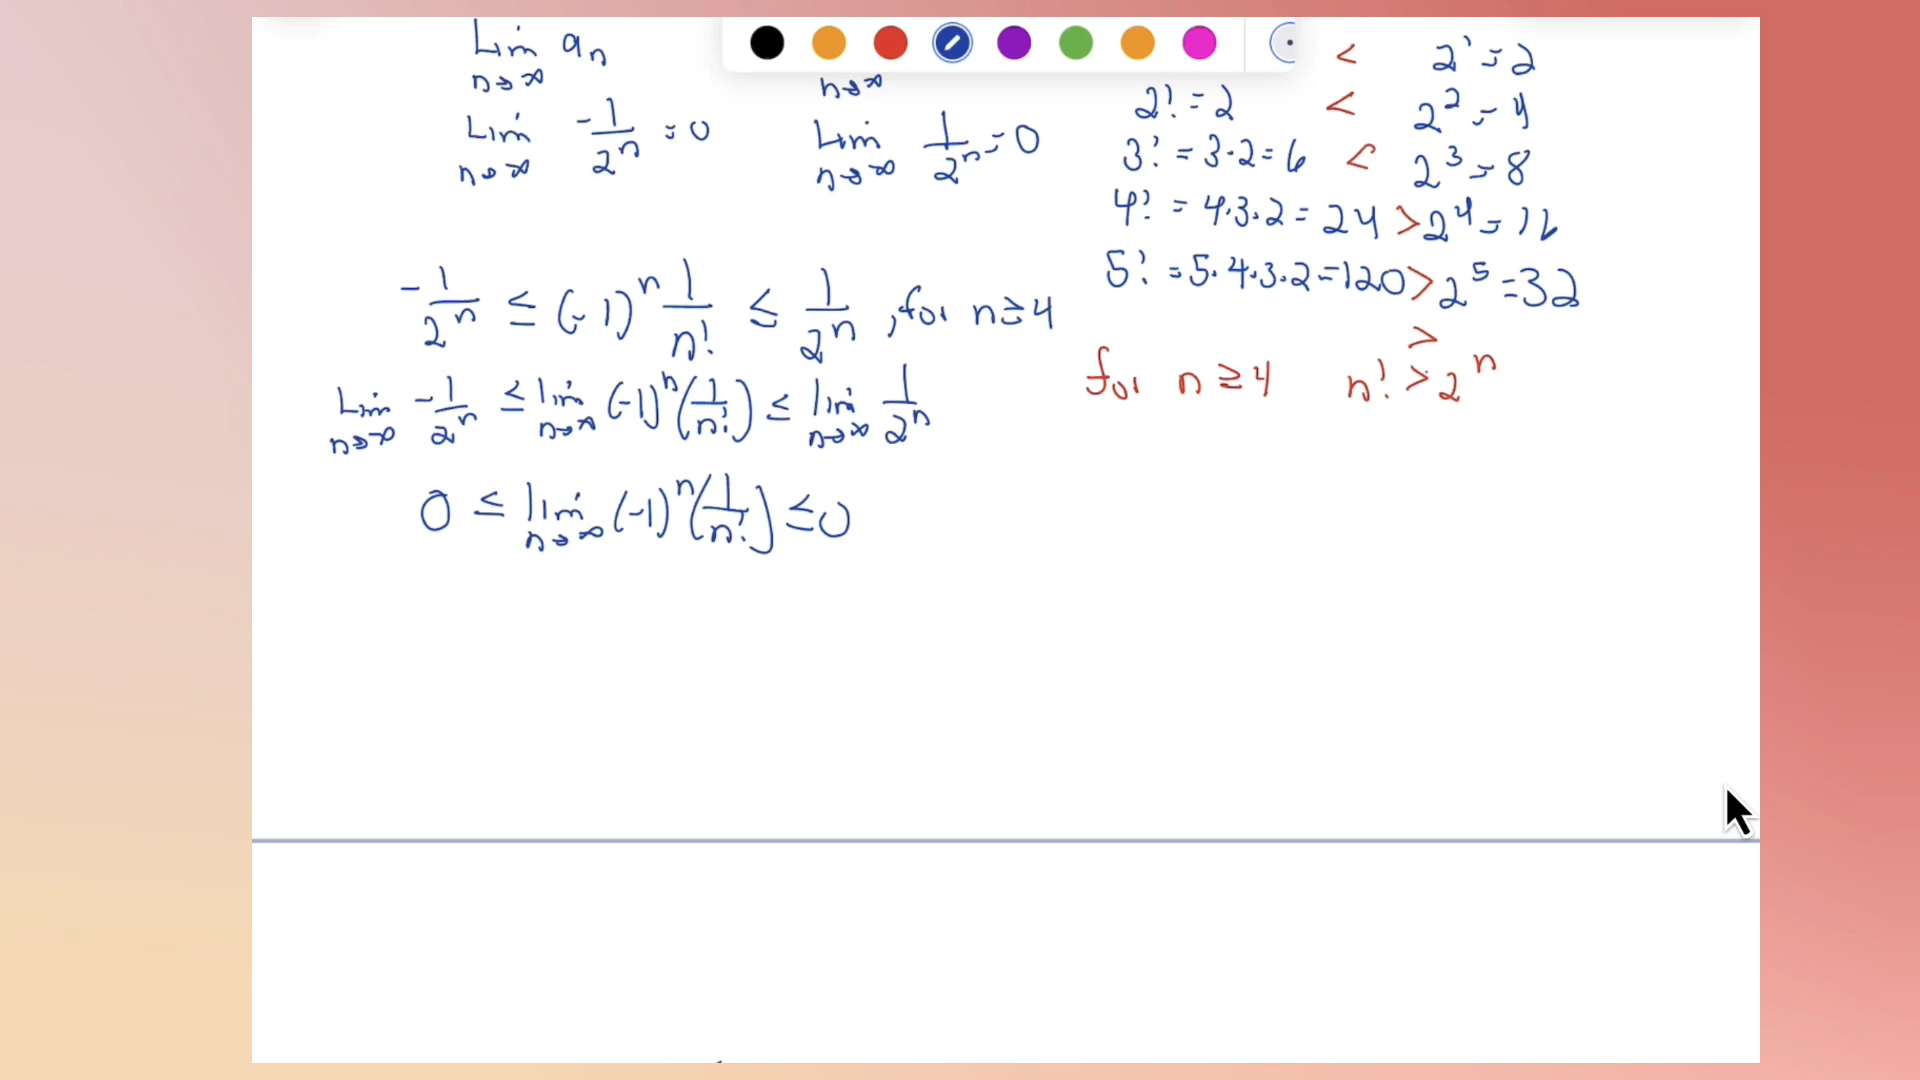 Lim n→∞ aₙ
n→∞
Lim n→∞ -1/2ⁿ = 0
Lim n→∞ 1/2ⁿ = 0
-1/2ⁿ ≤ (-1)ⁿ 1/n! ≤ 1/2ⁿ, for n≥4
Lim n→∞ -1/2ⁿ ≤ lim n→∞ (-1)ⁿ(1/n!) ≤ lim n→∞ 1/2ⁿ
0 ≤ lim n→∞ (-1)ⁿ(1/n!) ≤ 0
< 2¹ = 2
2! = 2 < 2² = 4
3! = 3·2 = 6 < 2³ = 8
4! = 4·3·2 = 24 > 2⁴ = 16
5! = 5·4·3·2 = 120 > 2⁵ = 32
>
for n ≥ 4 n! > 2ⁿ